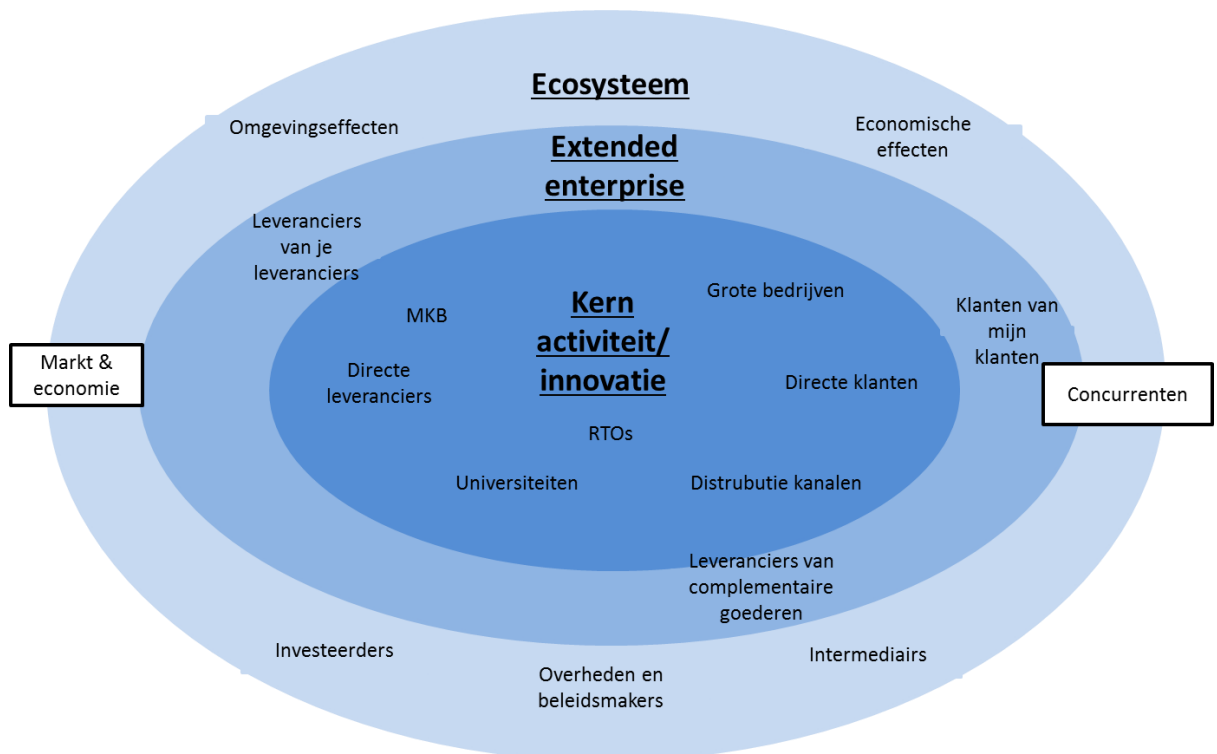 Ecosysteem
Omgevingseffecten
Economische
effecten
Extended
enterprise
Leveranciers
van je
leveranciers
Kern
activiteit/
innovatie
Grote bedrijven
MKB
Klanten van
mijn
klanten
Markt &
economie
Directe
leveranciers
Directe klanten
Concurrenten
RTOs
Universiteiten
Distrubutie kanalen
Leveranciers van
complementaire
goederen
Investeerders
Overheden en
beleidsmakers
Intermediairs